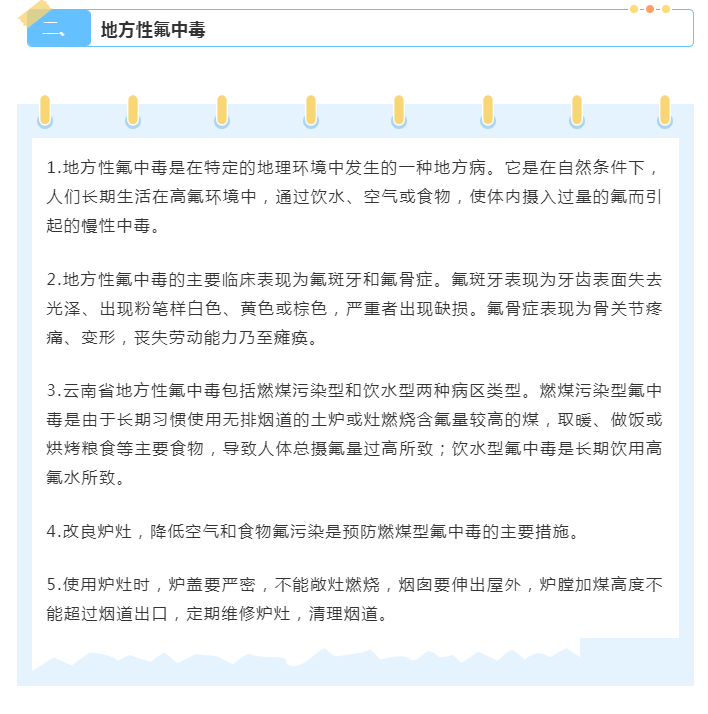 二、 地方性氟中毒
1.地方性氟中毒是在特定的地理环境中发生的一种地方病。它是在自然条件下，
人们长期生活在高氟环境中，通过饮水、空气或食物，使体内摄入过量的氟而引
起的慢性中毒。
2.地方性氟中毒的主要临床表现为氟斑牙和氟骨症。氟斑牙表现为牙齿表面失去
光泽、出现粉笔样白色、黄色或棕色，严重者出现缺损。氟骨症表现为骨关节疼
痛、变形，丧失劳动能力乃至瘫痪。
3.云南省地方性氟中毒包括燃煤污染型和饮水型两种病区类型。燃煤污染型氟中
毒是由于长期习惯使用无排烟道的土炉或灶燃烧含氟量较高的煤，取暖、做饭或
烘烤粮食等主要食物，导致人体总摄氟量过高所致；饮水型氟中毒是长期饮用高
氟水所致。
4.改良炉灶，降低空气和食物氟污染是预防燃煤型氟中毒的主要措施。
5.使用炉灶时，炉盖要严密，不能敞灶燃烧，烟囱要伸出屋外，炉膛加煤高度不
能超过烟道出口，定期维修炉灶，清理烟道。